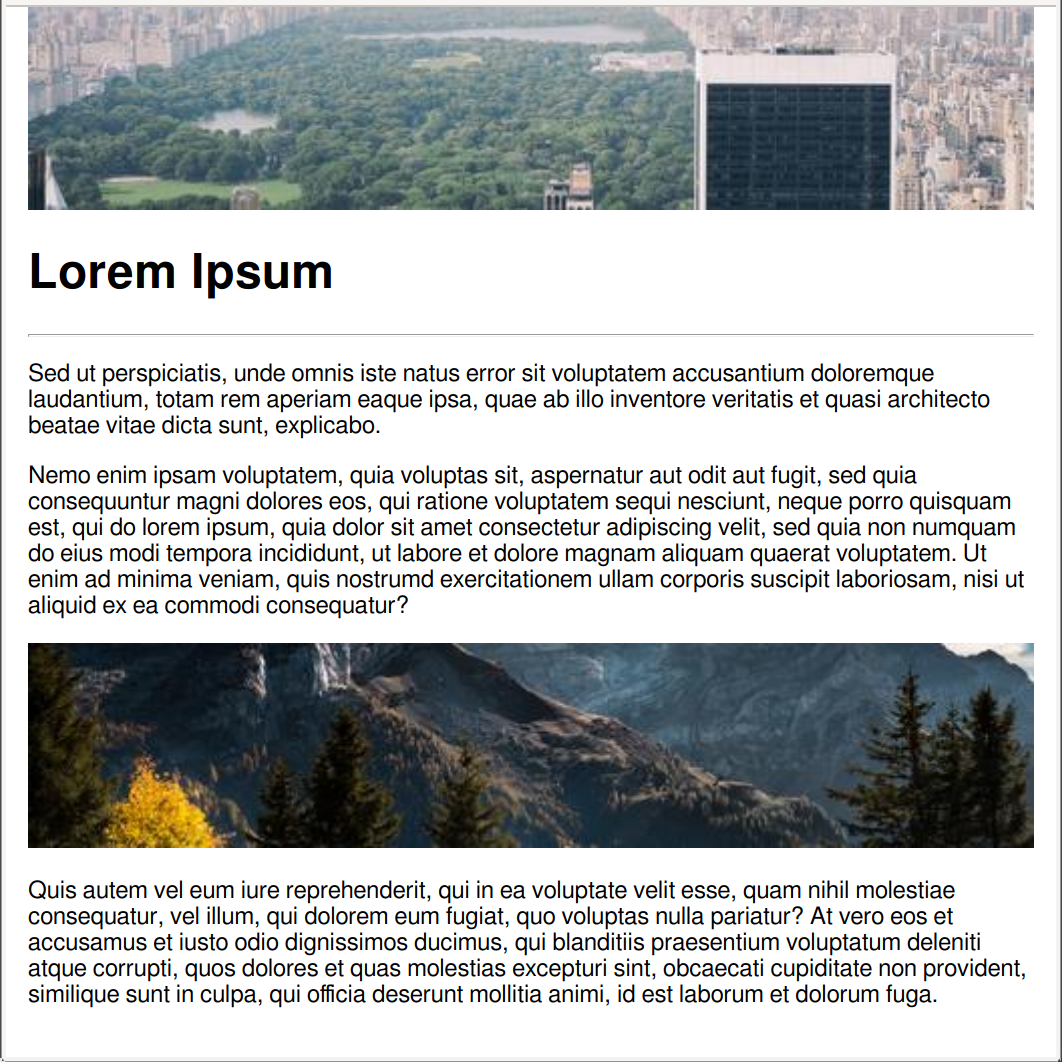 Lorem Ipsum
Sed ut perspiciatis, unde omnis iste natus error sit voluptatem accusantium doloremque
laudantium, totam rem aperiam eaque ipsa, quae ab illo inventore veritatis et quasi architecto
beatae vitae dicta sunt, explicabo.
Nemo enim ipsam voluptatem, quia voluptas sit, aspernatur aut odit aut fugit, sed quia
consequuntur magni dolores eos, qui ratione voluptatem sequi nesciunt, neque porro quisquam
est, qui do lorem ipsum, quia dolor sit amet consectetur adipiscing velit, sed quia non numquam
do eius modi tempora incididunt, ut labore et dolore magnam aliquam quaerat voluptatem. Ut
enim ad minima veniam, quis nostrumd exercitationem ullam corporis suscipit laboriosam, nisi ut
aliquid ex ea commodi consequatur?
Quis autem vel eum iure reprehenderit, qui in ea voluptate velit esse, quam nihil molestiae
consequatur, vel illum, qui dolorem eum fugiat, quo voluptas nulla pariatur? At vero eos et
accusamus et iusto odio dignissimos ducimus, qui blanditiis praesentium voluptatum deleniti
atque corrupti, quos dolores et quas molestias excepturi sint, obcaecati cupiditate non provident,
similique sunt in culpa, qui officia deserunt mollitia animi, id est laborum et dolorum fuga.